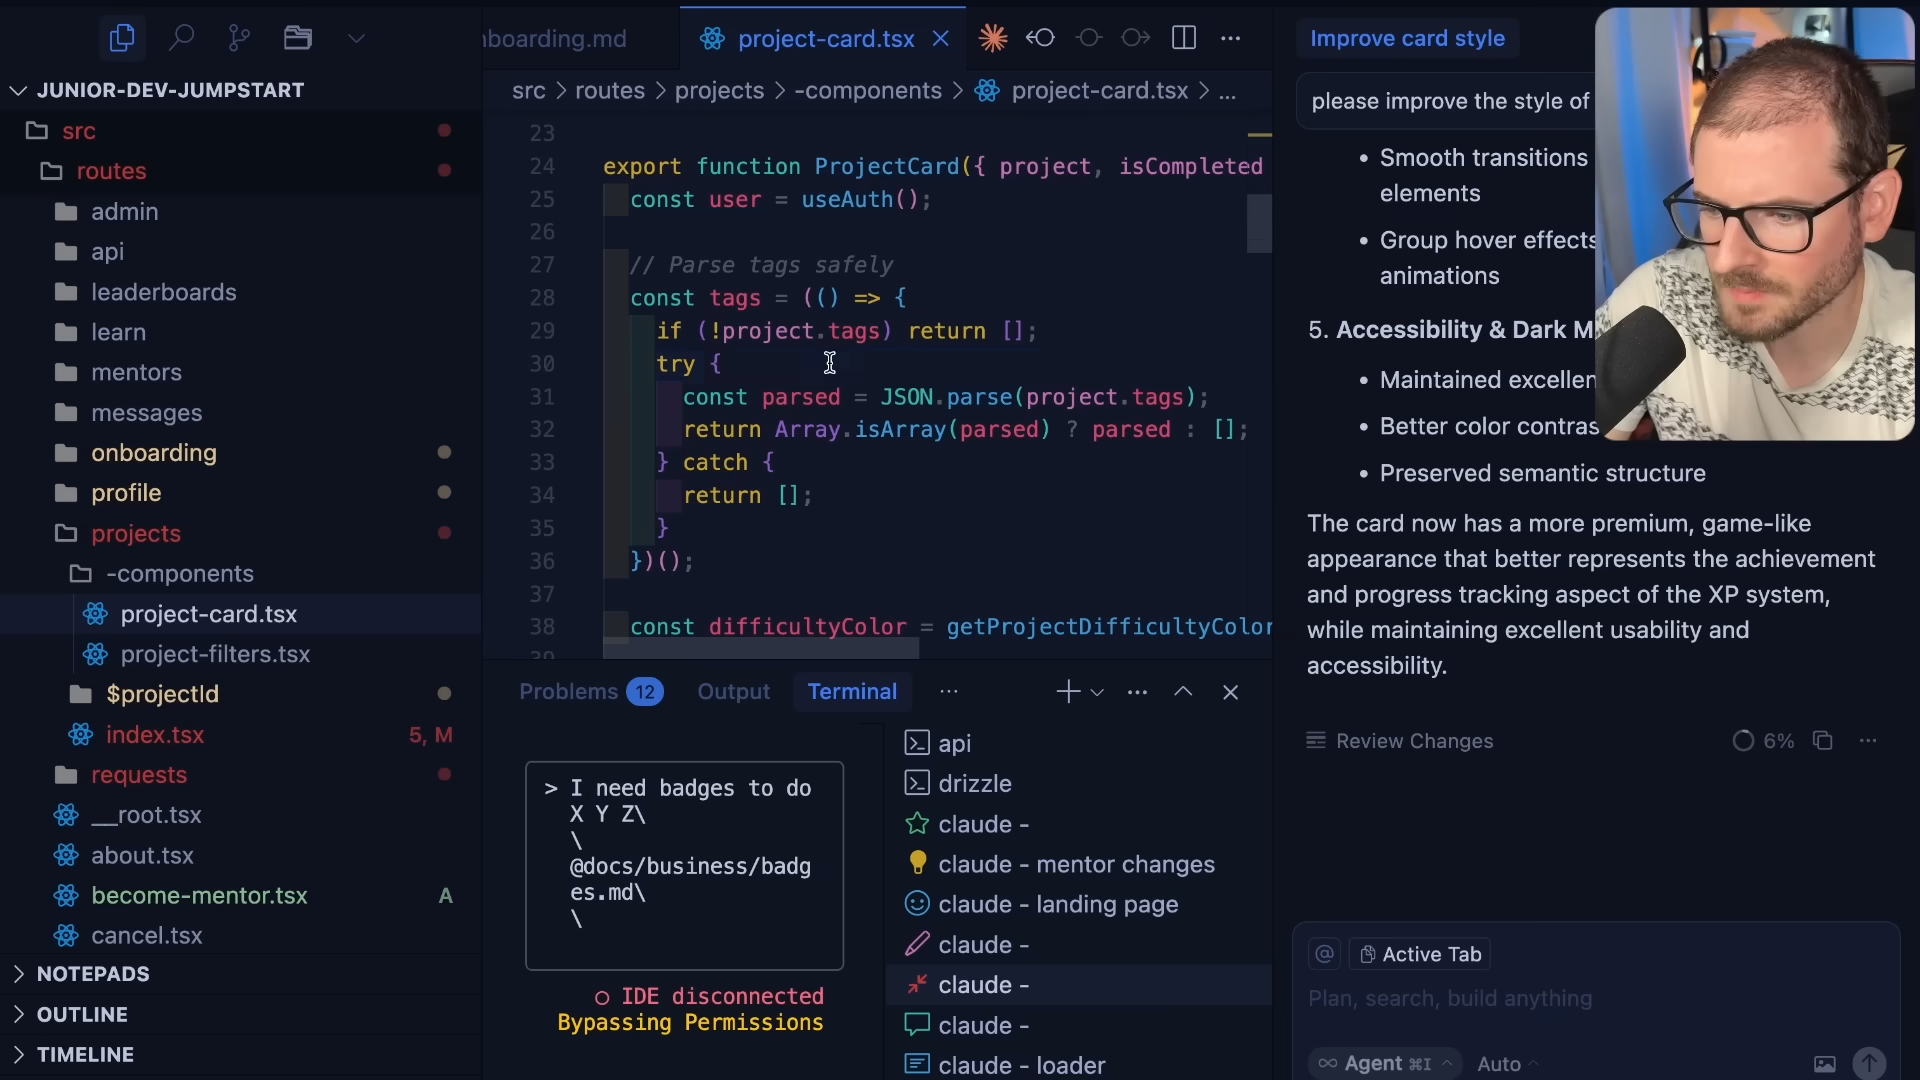 JUNIOR-DEV-JUMPSTART
src
routes
admin
api
leaderboards
learn
mentors
messages
onboarding
profile
projects
-components
project-card.tsx
project-filters.tsx
$projectId
index.tsx 5, M
requests
__root.tsx
about.tsx
become-mentor.tsx A
cancel.tsx
NOTEPADS
OUTLINE
TIMELINE
nboarding.md
project-card.tsx
src > routes > projects > -components > project-card.tsx > ...
23
24 export function ProjectCard({ project, isCompleted
25 const user = useAuth();
26
27 // Parse tags safely
28 const tags = (() => {
29 if (!project.tags) return [];
30 try {
31 const parsed = JSON.parse(project.tags);
32 return Array.isArray(parsed) ? parsed : [];
33 } catch {
34 return [];
35 }
36 })();
37
38 const difficultyColor = getProjectDifficultyColor
39
Problems 12 Output Terminal ...
> I need badges to do
X Y Z\
\
@docs/business/badg
es.md\
\
IDE disconnected
Bypassing Permissions
api
drizzle
claude -
claude - mentor changes
claude - landing page
claude -
claude -
claude -
claude - loader
Improve card style
please improve the style of
• Smooth transitions
elements
• Group hover effects
animations
5. Accessibility & Dark M
• Maintained excellen
• Better color contras
• Preserved semantic structure
The card now has a more premium, game-like
appearance that better represents the achievement
and progress tracking aspect of the XP system,
while maintaining excellent usability and
accessibility.
Review Changes 6%
@ Active Tab
Plan, search, build anything
∞ Agent ⌘I Auto